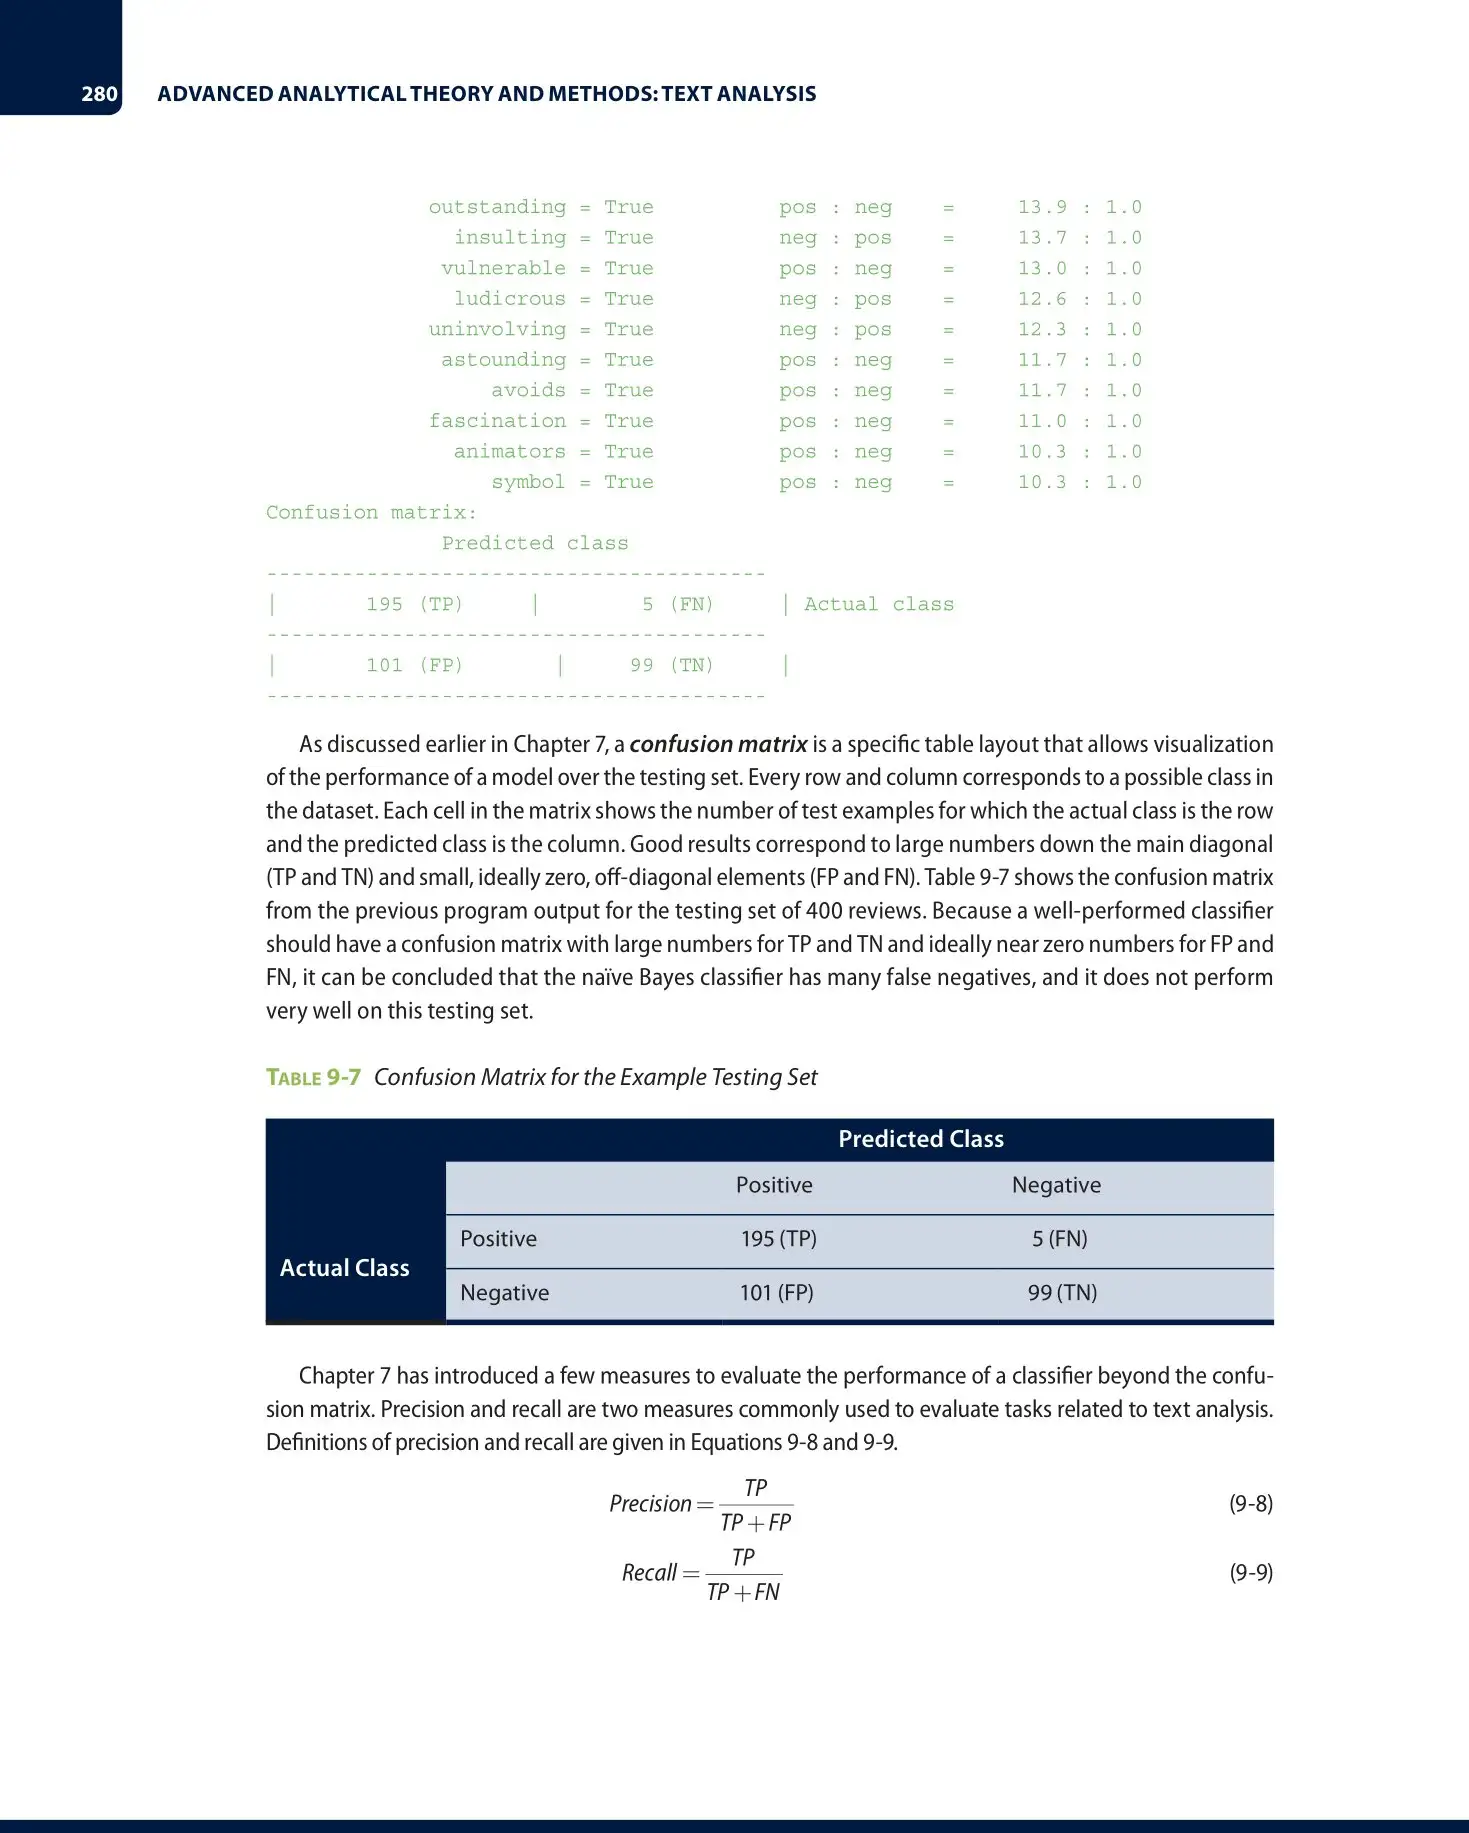 280 ADVANCED ANALYTICAL THEORY AND METHODS: TEXT ANALYSIS
outstanding = True pos : neg = 13.9 : 1.0
insulting = True neg : pos = 13.7 : 1.0
vulnerable = True pos : neg = 13.0 : 1.0
ludicrous = True neg : pos = 12.6 : 1.0
uninvolving = True neg : pos = 12.3 : 1.0
astounding = True pos : neg = 11.7 : 1.0
avoids = True pos : neg = 11.7 : 1.0
fascination = True pos : neg = 11.0 : 1.0
animators = True pos : neg = 10.3 : 1.0
symbol = True pos : neg = 10.3 : 1.0
Confusion matrix:
Predicted class
----------------------------------------
| 195 (TP) | 5 (FN) | Actual class
----------------------------------------
| 101 (FP) | 99 (TN) |
----------------------------------------
As discussed earlier in Chapter 7, a confusion matrix is a specific table layout that allows visualization
of the performance of a model over the testing set. Every row and column corresponds to a possible class in
the dataset. Each cell in the matrix shows the number of test examples for which the actual class is the row
and the predicted class is the column. Good results correspond to large numbers down the main diagonal
(TP and TN) and small, ideally zero, off-diagonal elements (FP and FN). Table 9-7 shows the confusion matrix
from the previous program output for the testing set of 400 reviews. Because a well-performed classifier
should have a confusion matrix with large numbers for TP and TN and ideally near zero numbers for FP and
FN, it can be concluded that the naïve Bayes classifier has many false negatives, and it does not perform
very well on this testing set.
TABLE 9-7 Confusion Matrix for the Example Testing Set
Predicted Class
Positive Negative
Positive 195 (TP) 5 (FN)
Actual Class
Negative 101 (FP) 99 (TN)
Chapter 7 has introduced a few measures to evaluate the performance of a classifier beyond the confu-
sion matrix. Precision and recall are two measures commonly used to evaluate tasks related to text analysis.
Definitions of precision and recall are given in Equations 9-8 and 9-9.
Precision = TP / (TP + FP) (9-8)
Recall = TP / (TP + FN) (9-9)